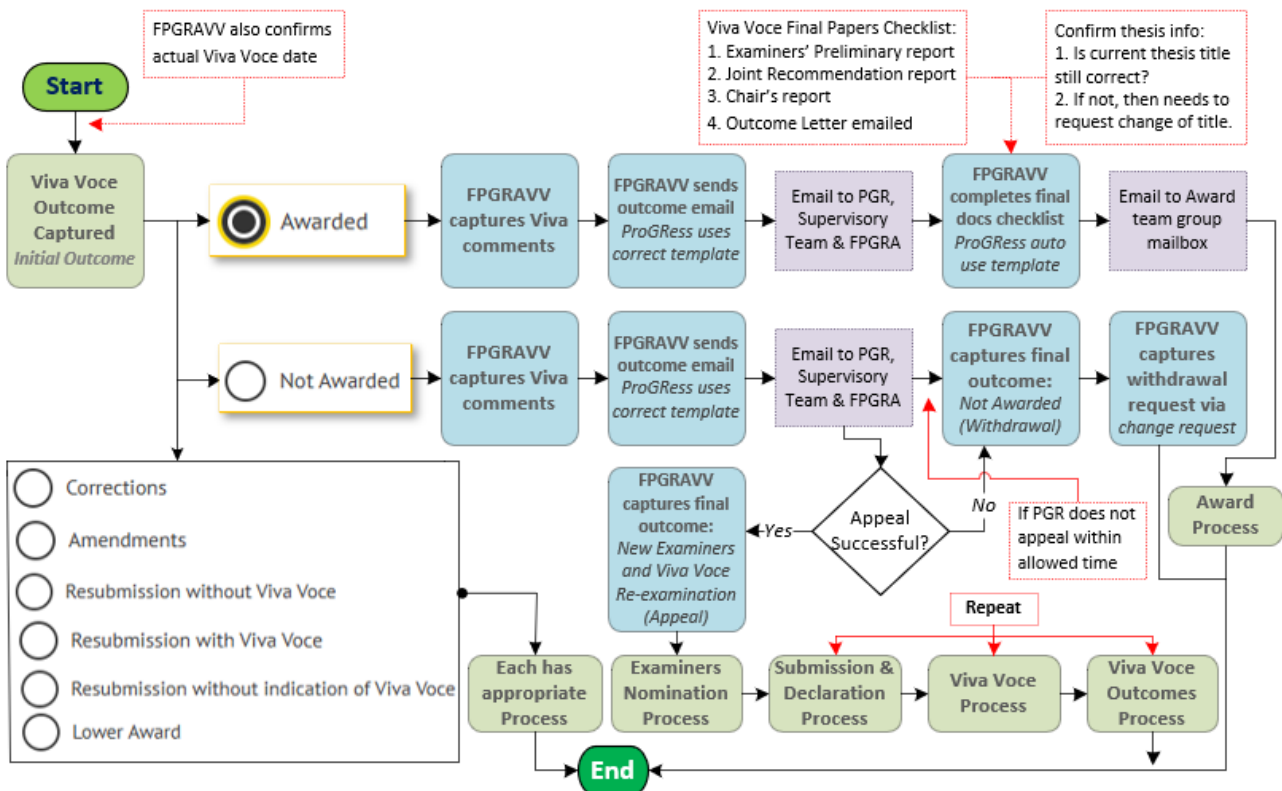 FPGRAVV also confirms
actual Viva Voce date
Viva Voce Final Papers Checklist:
1. Examiners' Preliminary report
2. Joint Recommendation report
3. Chair's report
4. Outcome Letter emailed
Confirm thesis info:
1. Is current thesis title
still correct?
2. If not, then needs to
request change of title.
Start
Viva Voce
Outcome
Captured
Initial Outcome
Awarded
FPGRAVV
captures Viva
comments
FPGRAVV sends
outcome email
ProGRess uses
correct template
Email to PGR,
Supervisory
Team & FPGRA
FPGRAVV
completes final
docs checklist
ProGRess auto
use template
Email to Award
team group
mailbox
Not Awarded
FPGRAVV
captures Viva
comments
FPGRAVV sends
outcome email
ProGRess uses
correct template
Email to PGR,
Supervisory
Team & FPGRA
FPGRAVV
captures final
outcome:
Not Awarded
(Withdrawal)
FPGRAVV
captures
withdrawal
request via
change request
Corrections
Amendments
Resubmission without Viva Voce
Resubmission with Viva Voce
Resubmission without indication of Viva Voce
Lower Award
FPGRAVV
captures final
outcome:
New Examiners
and Viva Voce
Re-examination
(Appeal)
Yes
Appeal
Successful?
No
If PGR does not
appeal within
allowed time
Award
Process
Repeat
Each has
appropriate
Process
Examiners
Nomination
Process
Submission &
Declaration
Process
Viva Voce
Process
Viva Voce
Outcomes
Process
End